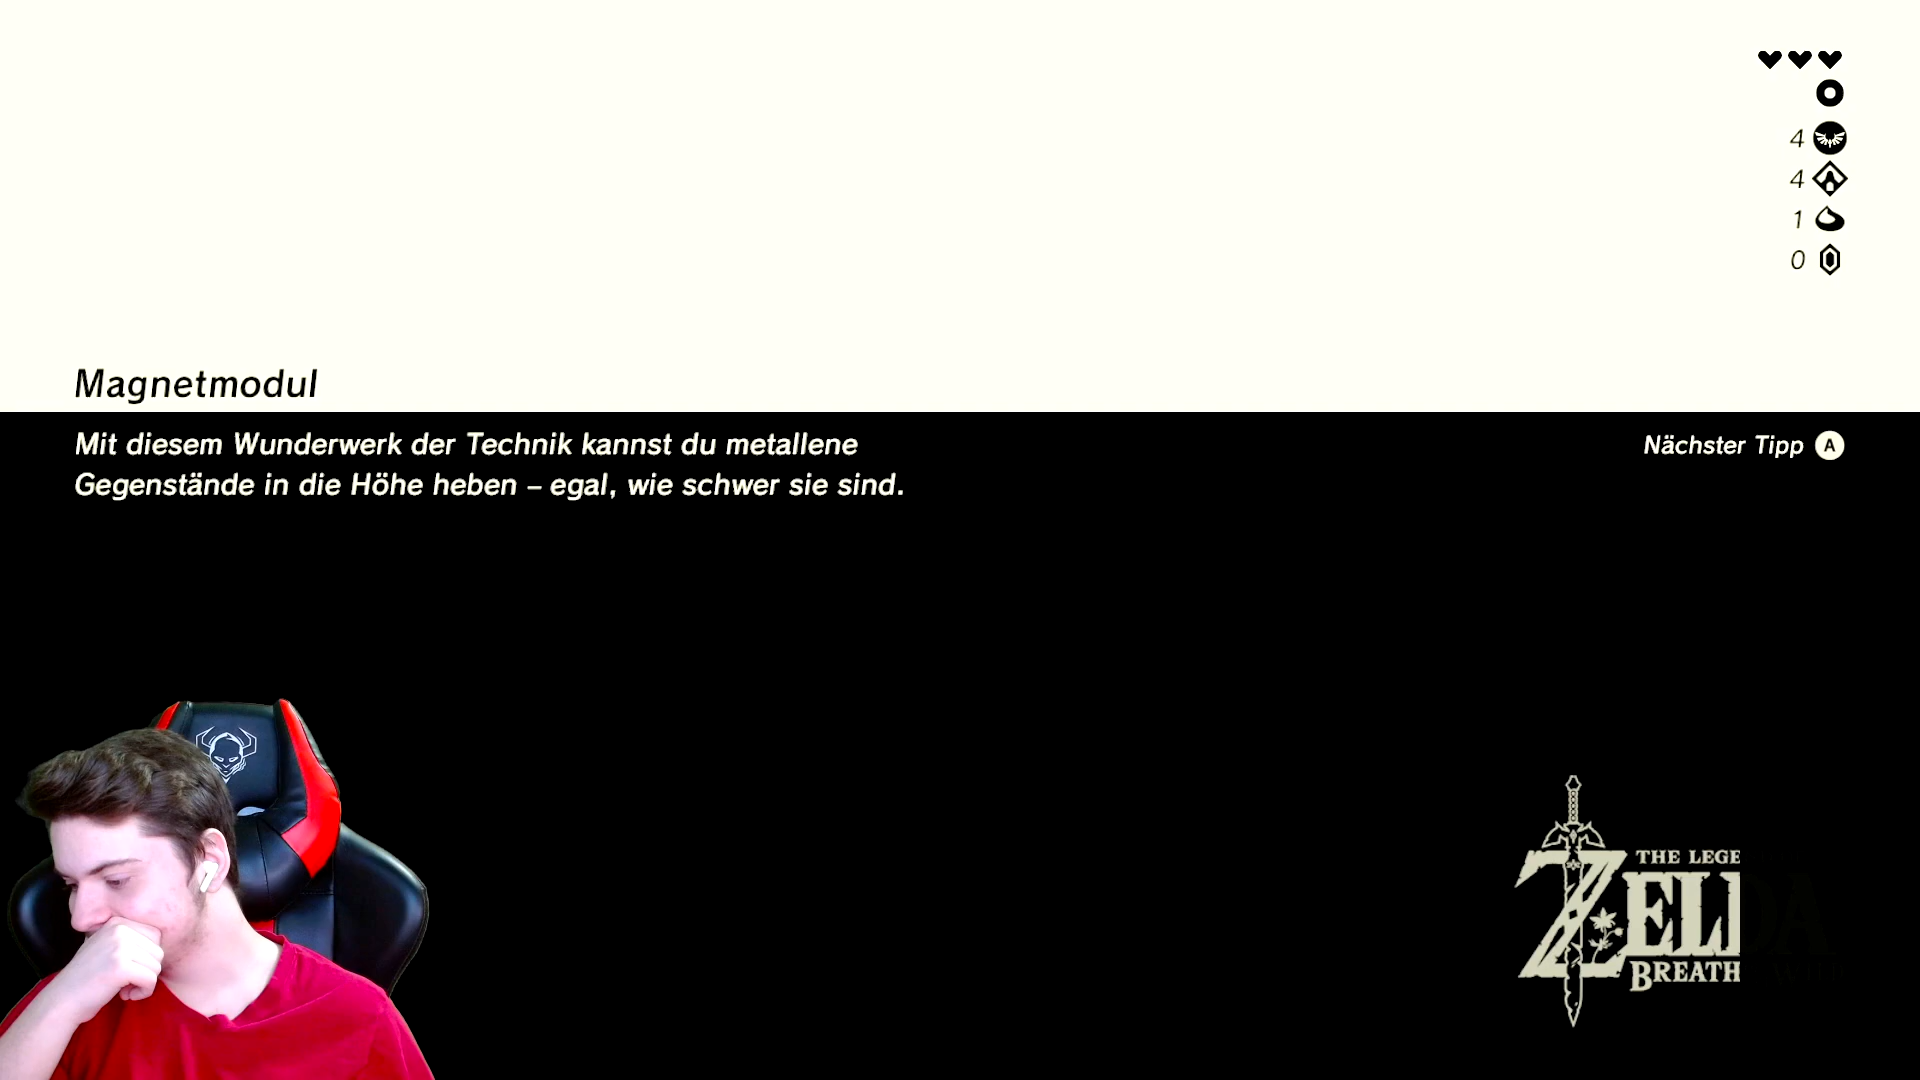 4
4
1
0
Magnetmodul
Mit diesem Wunderwerk der Technik kannst du metallene
Gegenstände in die Höhe heben – egal, wie schwer sie sind.
Nächster Tipp A
THE LEGE
ZELDA
BREATH